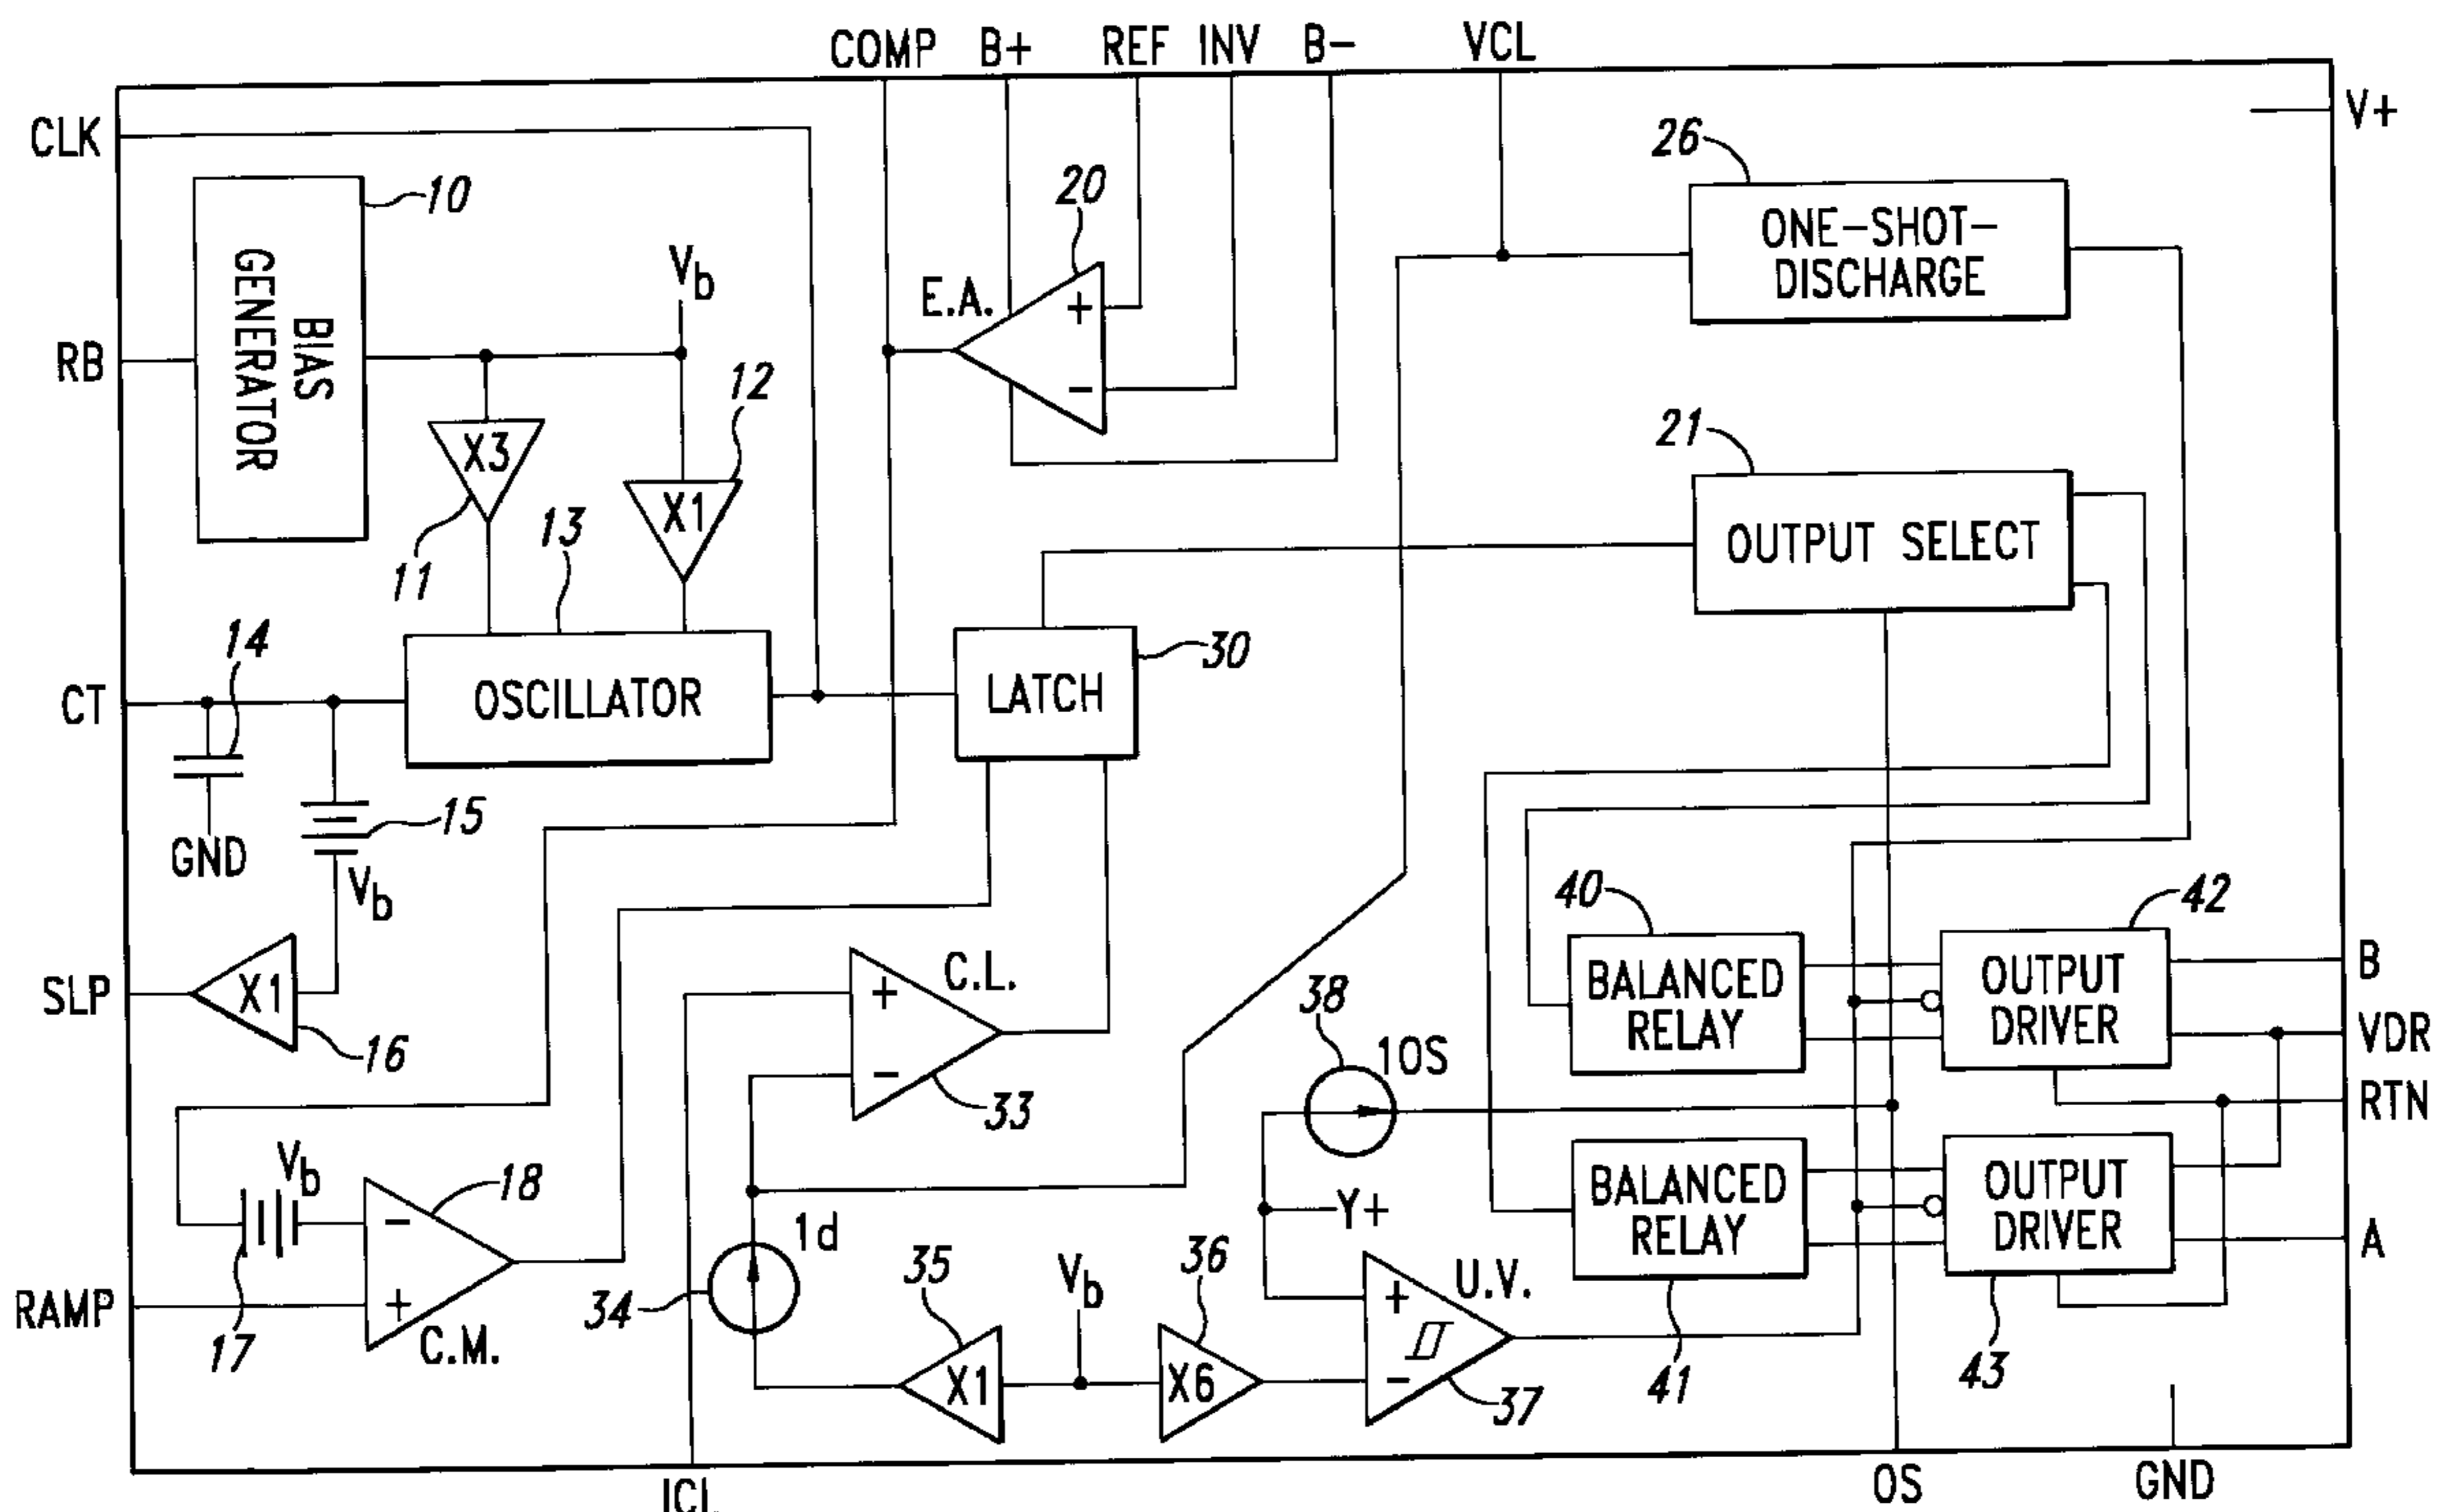 COMP B+ REF INV B- VCL
V+
CLK
10
20
26
ONE-SHOT-
DISCHARGE
BIAS
GENERATOR
Vb
E.A.
+
-
RB
X3
12
X1
21
OUTPUT SELECT
11
13
14
OSCILLATOR
LATCH
30
CT
GND
15
Vb
40
42
SLP
X1
16
C.L.
+
-
33
38
10S
BALANCED
RELAY
OUTPUT
DRIVER
B
VDR
RTN
Vb
18
-
+
C.M.
17
RAMP
1d
34
35
X1
Vb
36
X6
Y+
U.V.
+
-
37
BALANCED
RELAY
41
OUTPUT
DRIVER
43
A
ICL
OS
GND